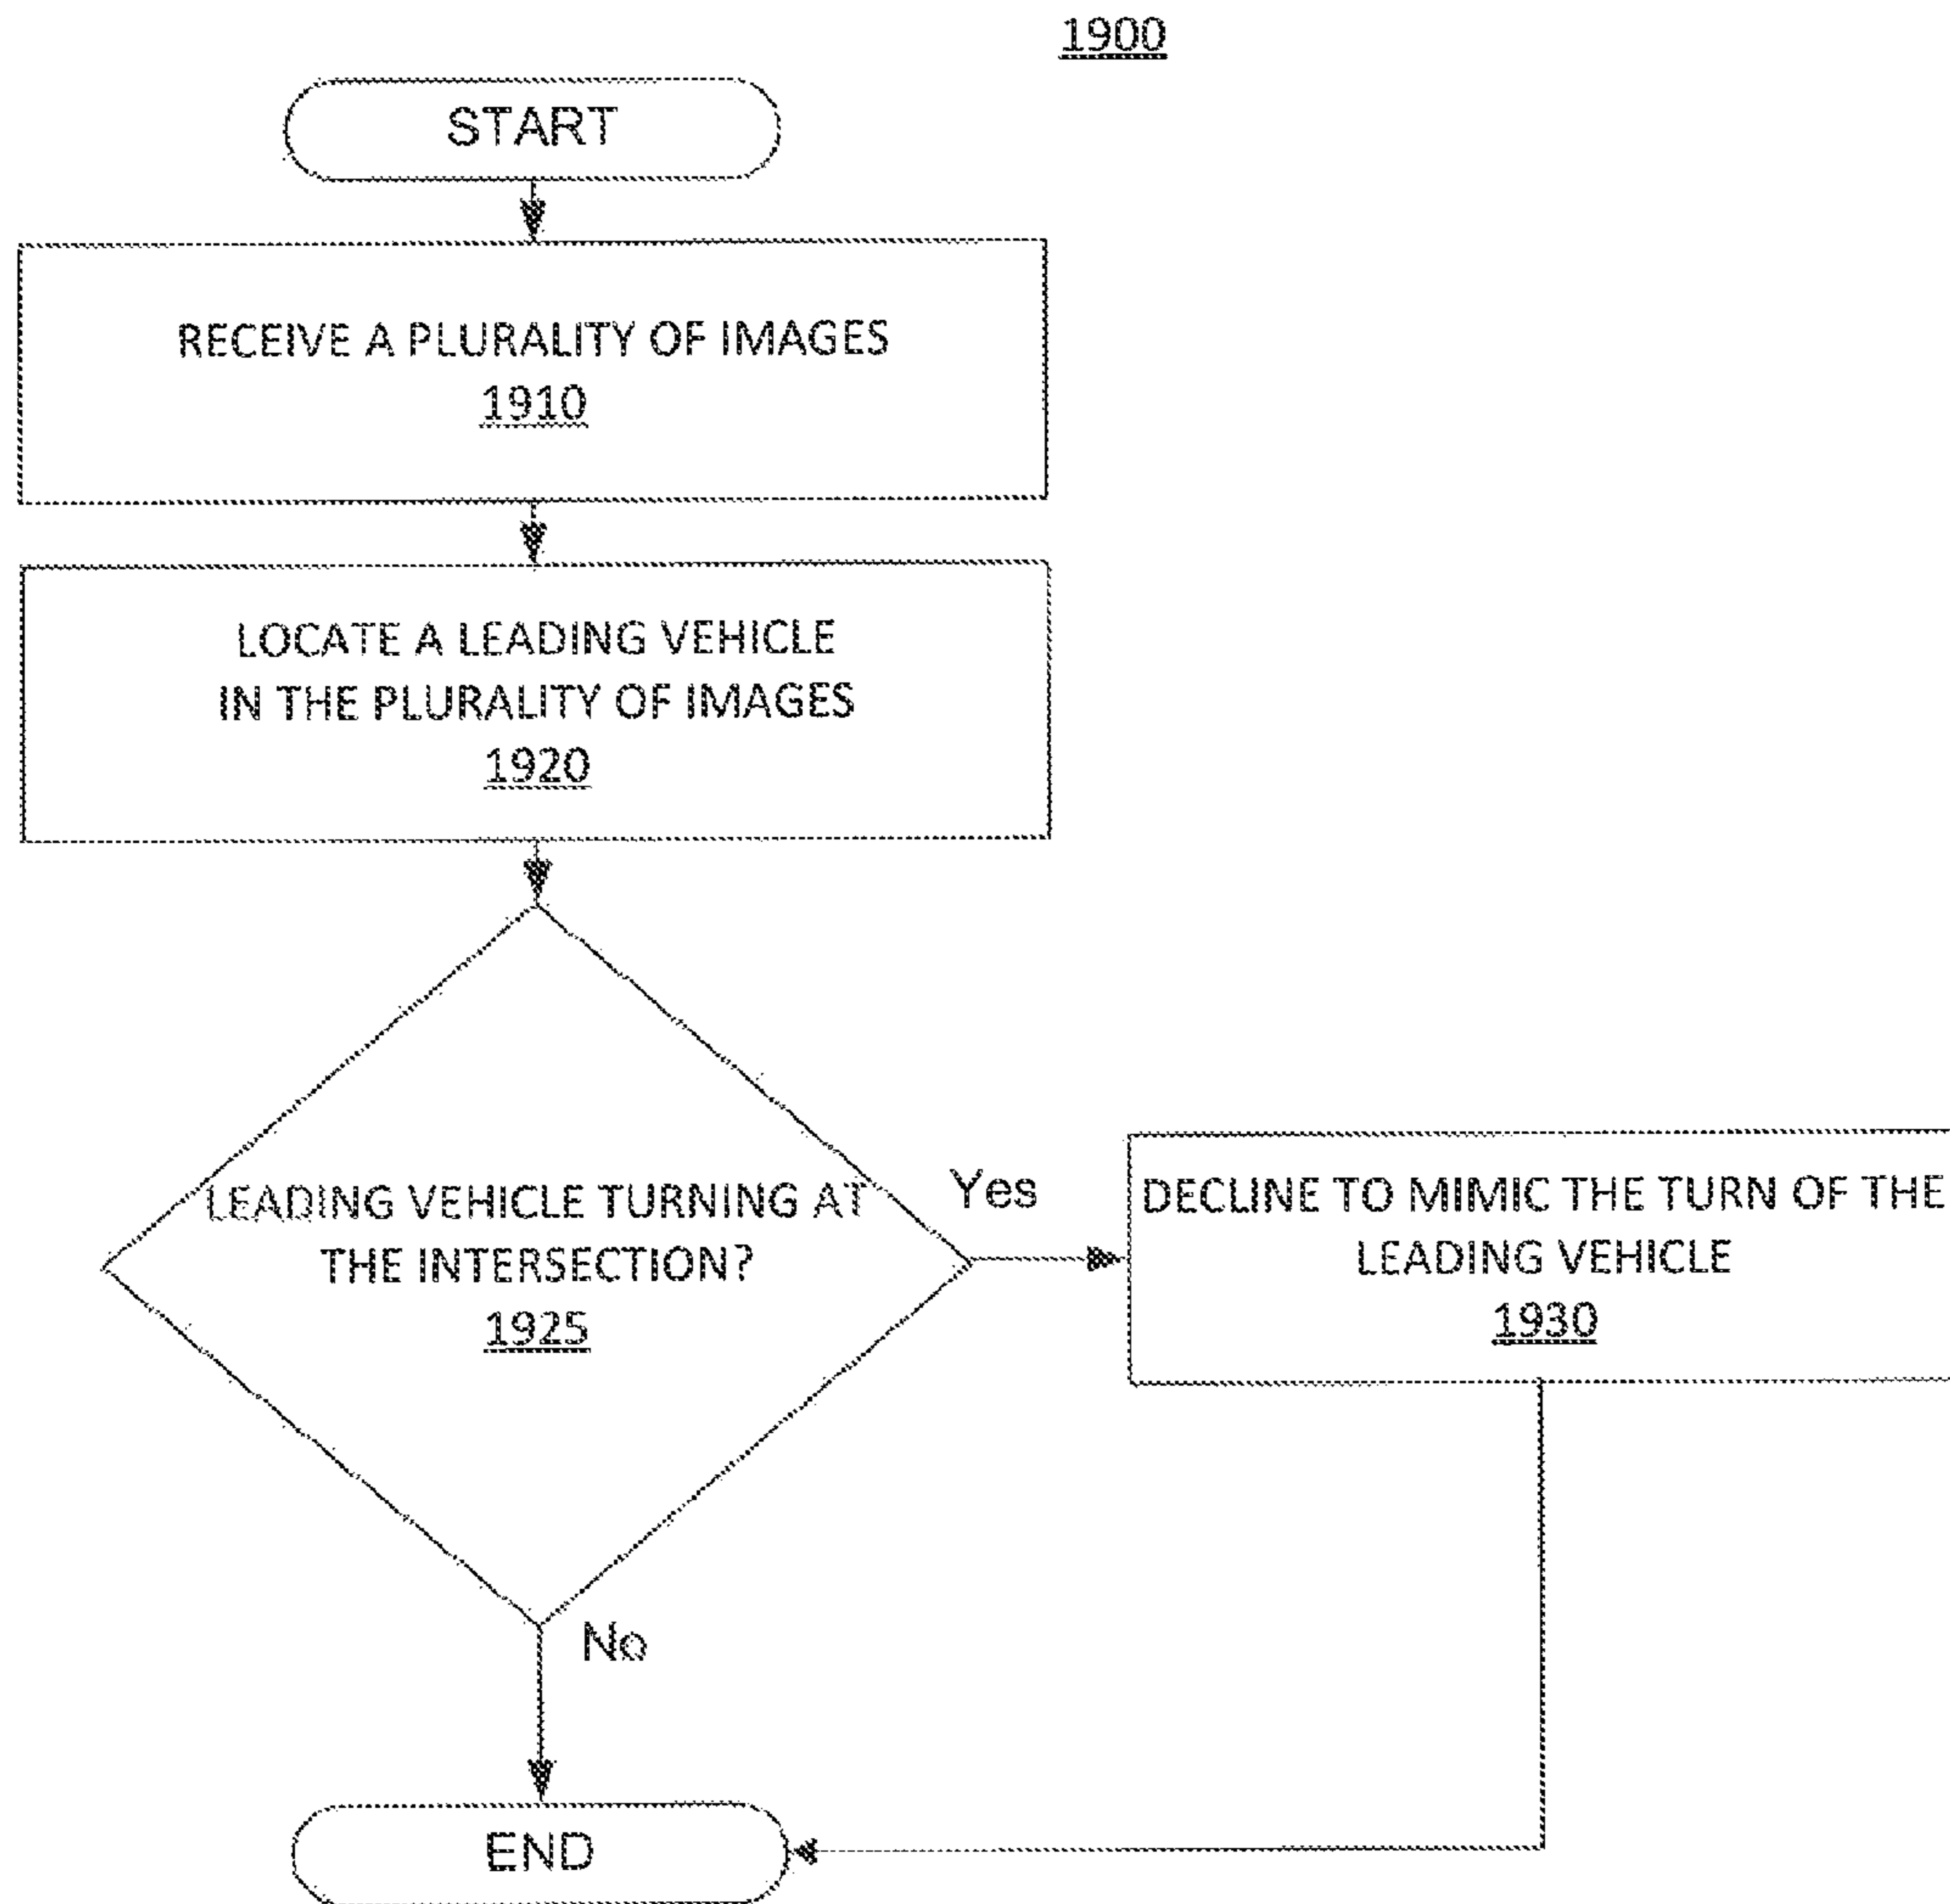 1900
START
RECEIVE A PLURALITY OF IMAGES
1910
LOCATE A LEADING VEHICLE
IN THE PLURALITY OF IMAGES
1920
LEADING VEHICLE TURNING AT
THE INTERSECTION?
1925
Yes
DECLINE TO MIMIC THE TURN OF THE
LEADING VEHICLE
1930
No
END